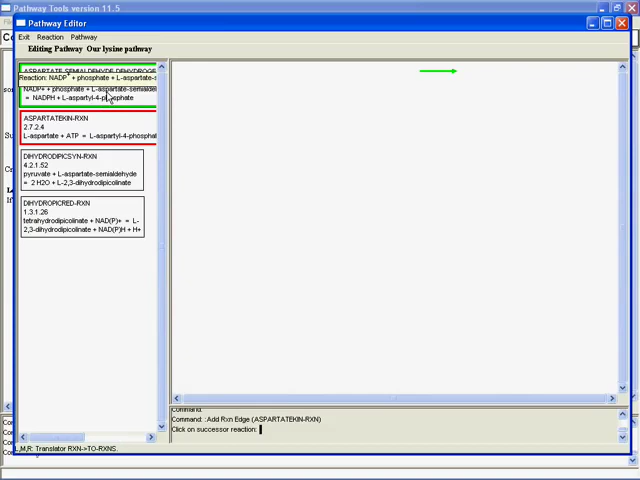 Pathway Tools version 11.5
Pathway Editor
Exit Reaction Pathway
Editing Pathway Our lysine pathway
ASPARTATE-SEMIALDEHYDE-DEHYDROGE
Reaction: NADP+ + phosphate + L-aspartate-s
NADP+ + phosphate + L-aspartate-semialdeh
= NADPH + L-aspartyl-4-phosphate
ASPARTATEKIN-RXN
2.7.2.4
L-aspartate + ATP = L-aspartyl-4-phosphat
DIHYDRODIPICSYN-RXN
4.2.1.52
pyruvate + L-aspartate-semialdehyde
= 2 H2O + L-2,3-dihydrodipicolinate
DIHYDROPICRED-RXN
1.3.1.26
tetrahydrodipicolinate + NAD(P)+ = L-
2,3-dihydrodipicolinate + NAD(P)H + H+
Command:
Command: :Add Rxn Edge (ASPARTATEKIN-RXN)
Click on successor reaction:
L,M,R: Translator RXN->TO-RXNS.